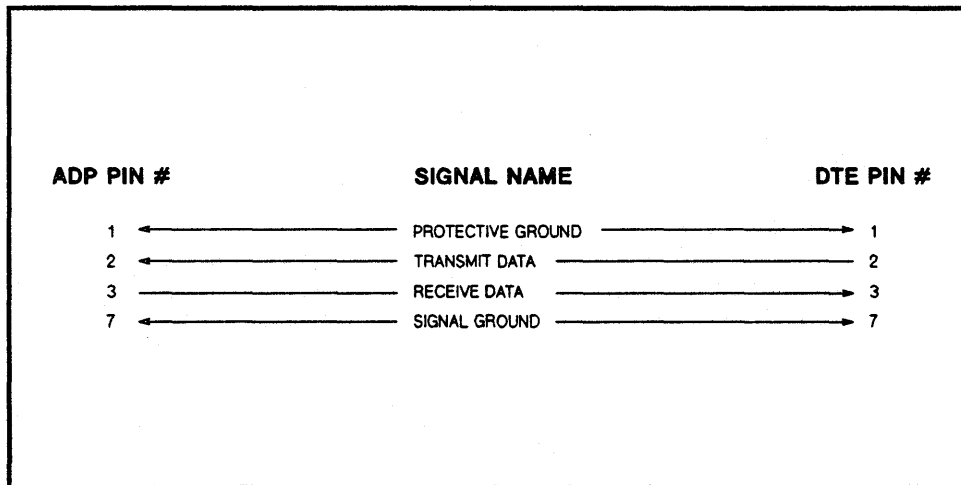 ADP PIN # SIGNAL NAME DTE PIN #
1 PROTECTIVE GROUND 1
2 TRANSMIT DATA 2
3 RECEIVE DATA 3
7 SIGNAL GROUND 7